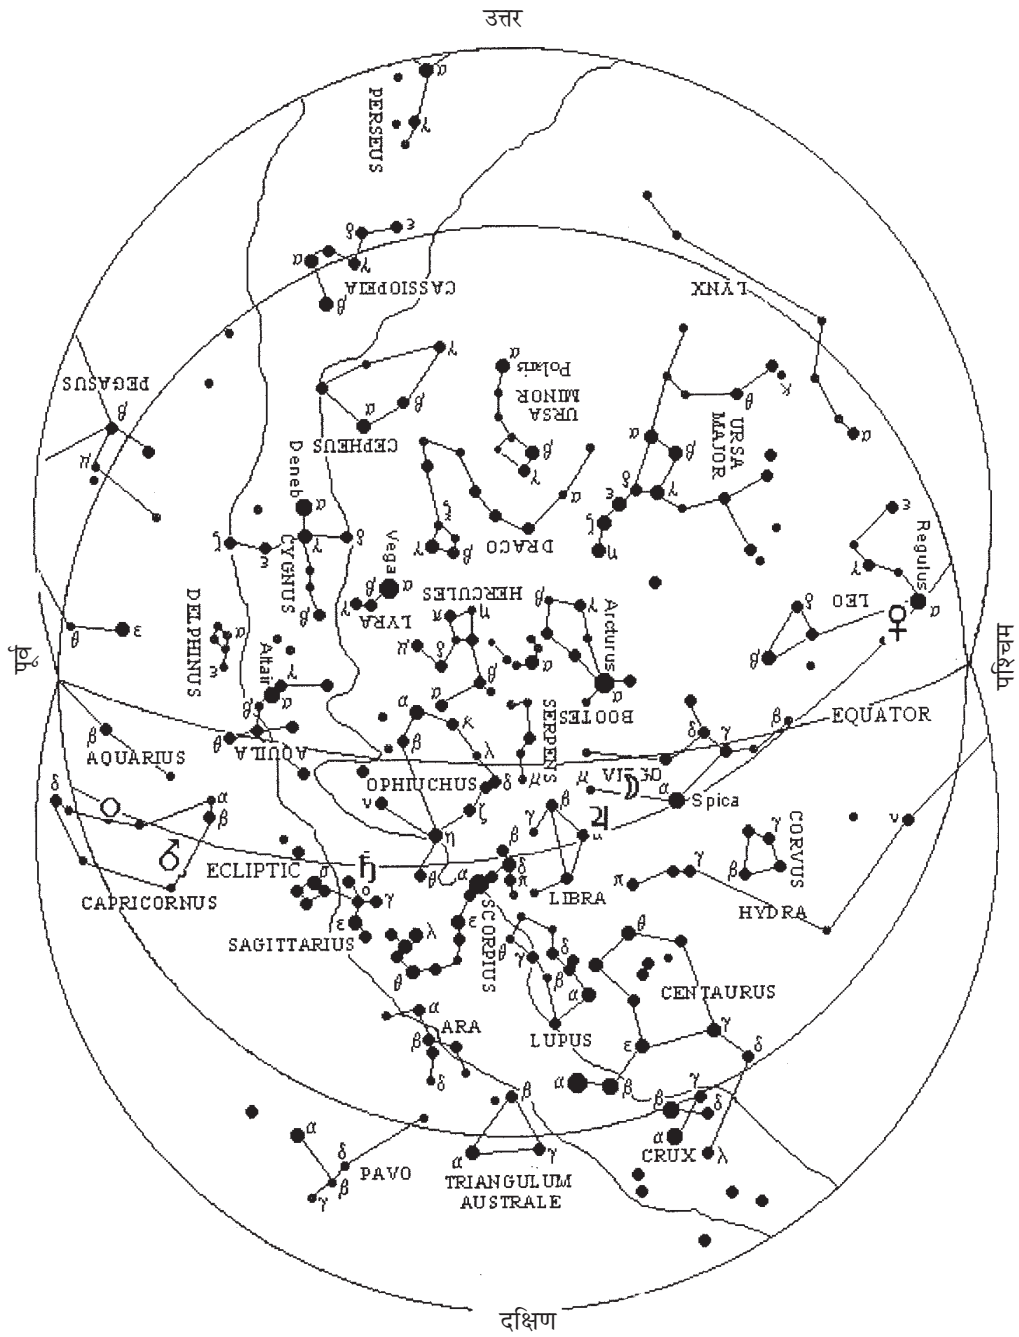 उत्तर
α
PERSEUS
γ
δ
ε
α
γ
CASSIOPEIA
β
LYNX
γ
α
Polaris
URSA
MINOR
PEGASUS
β
μ
α
β
CEPHEUS
β
γ
κ
θ
α
β
URSA
MAJOR
α
δ
γ
ε
ζ
η
α
Deneb
α
γ
δ
ζ
ε
CYGNUS
β
ξ
γ
β
DRACO
ε
γ
LEO
Regulus
α
δ
β
Vega
α
β
γ
LYRA
HERCULES
π
η
μ
δ
β
α
β
γ
Arcturus
α
BOOTES
DELPHINUS
α
ε
θ
ε
पूर्व
पश्चिम
Altair
γ
α
β
θ
AQUILA
β
AQUARIUS
α
β
κ
λ
OPHIUCHUS
δ
ζ
ν
η
θ
SERPENS
μ
EQUATOR
β
γ
δ
VIRGO
μ
α
Spica
☽
♃
β
α
LIBRA
CORVUS
γ
β
ν
γ
π
HYDRA
δ
α
β
♂
CAPRICORNUS
ECLIPTIC
♄
σ
ο
γ
ε
SAGITTARIUS
β
δ
π
α
SCORPIUS
ε
λ
θ
♀
θ
δ
γ
β
α
LUPUS
θ
CENTAURUS
γ
ε
δ
α
β
α
β
ARA
δ
β
α
γ
TRIANGULUM
AUSTRALE
γ
β
δ
α
CRUX
λ
α
δ
β
γ
PAVO
दक्षिण